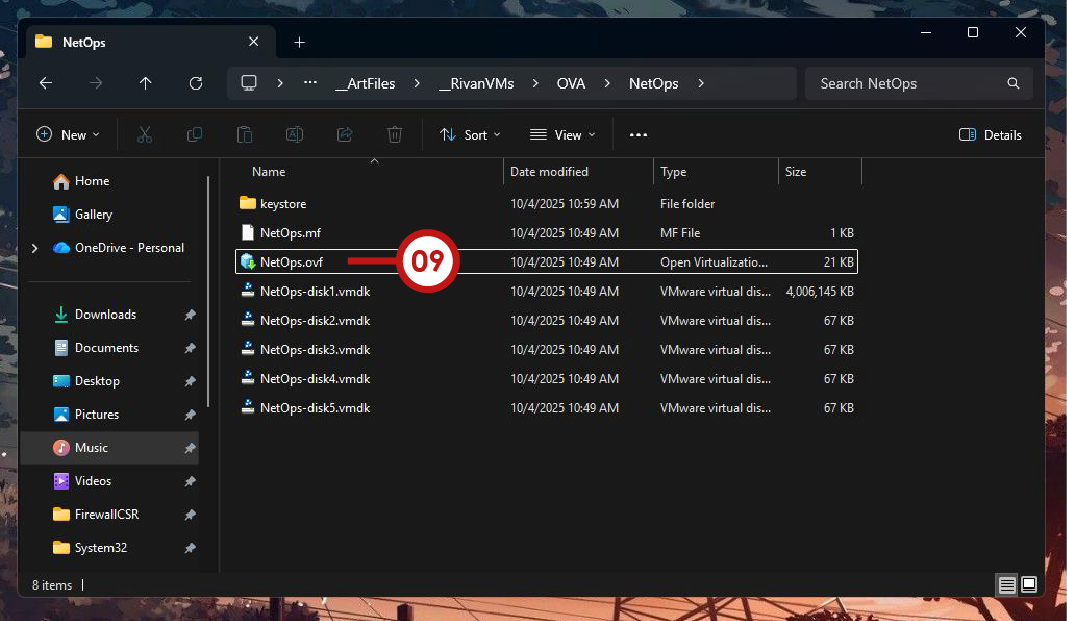 NetOps
__ArtFiles > __RivanVMs > OVA > NetOps >
Search NetOps
New
Sort
View
Details
Name Date modified Type Size
keystore 10/4/2025 10:59 AM File folder
NetOps.mf 10/4/2025 10:49 AM MF File 1 KB
NetOps.ovf 09 10/4/2025 10:49 AM Open Virtualizatio... 21 KB
NetOps-disk1.vmdk 10/4/2025 10:49 AM VMware virtual dis... 4,006,145 KB
NetOps-disk2.vmdk 10/4/2025 10:49 AM VMware virtual dis... 67 KB
NetOps-disk3.vmdk 10/4/2025 10:49 AM VMware virtual dis... 67 KB
NetOps-disk4.vmdk 10/4/2025 10:49 AM VMware virtual dis... 67 KB
NetOps-disk5.vmdk 10/4/2025 10:49 AM VMware virtual dis... 67 KB
Home
Gallery
OneDrive - Personal
Downloads
Documents
Desktop
Pictures
Music
Videos
FirewallCSR
System32
8 items